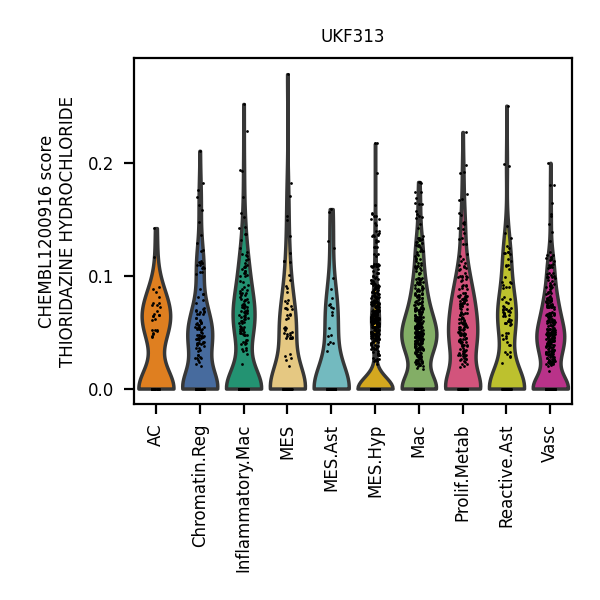 UKF313
CHEMBL1200916 score
THIORIDAZINE HYDROCHLORIDE
0.2
0.1
0.0
AC
Chromatin.Reg
Inflammatory.Mac
MES
MES.Ast
MES.Hyp
Mac
Prolif.Metab
Reactive.Ast
Vasc